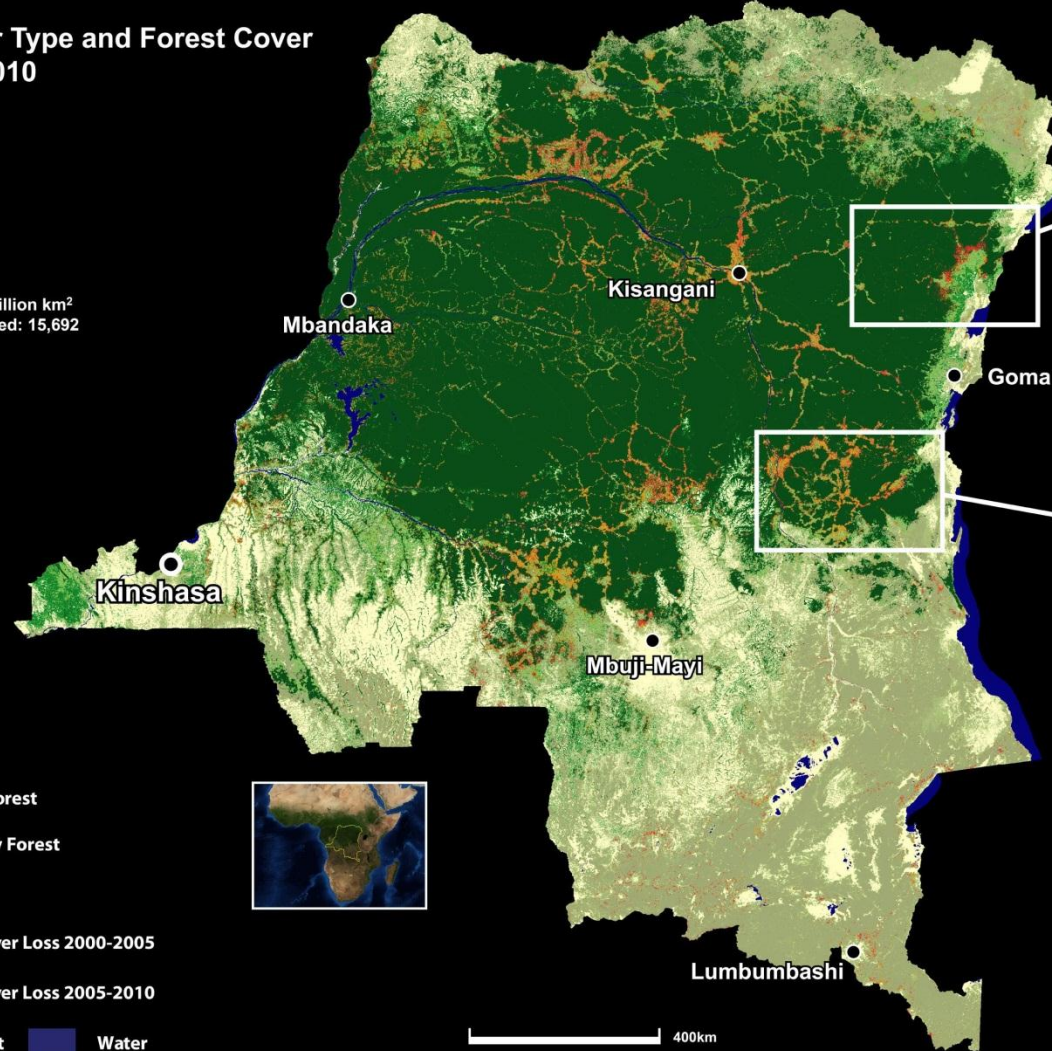 Type and Forest Cover
010
illion km²
ed: 15,692
Mbandaka
Kisangani
Goma
Kinshasa
Mbuji-Mayi
Lumbumbashi
orest
Forest
er Loss 2000-2005
er Loss 2005-2010
Water
400km